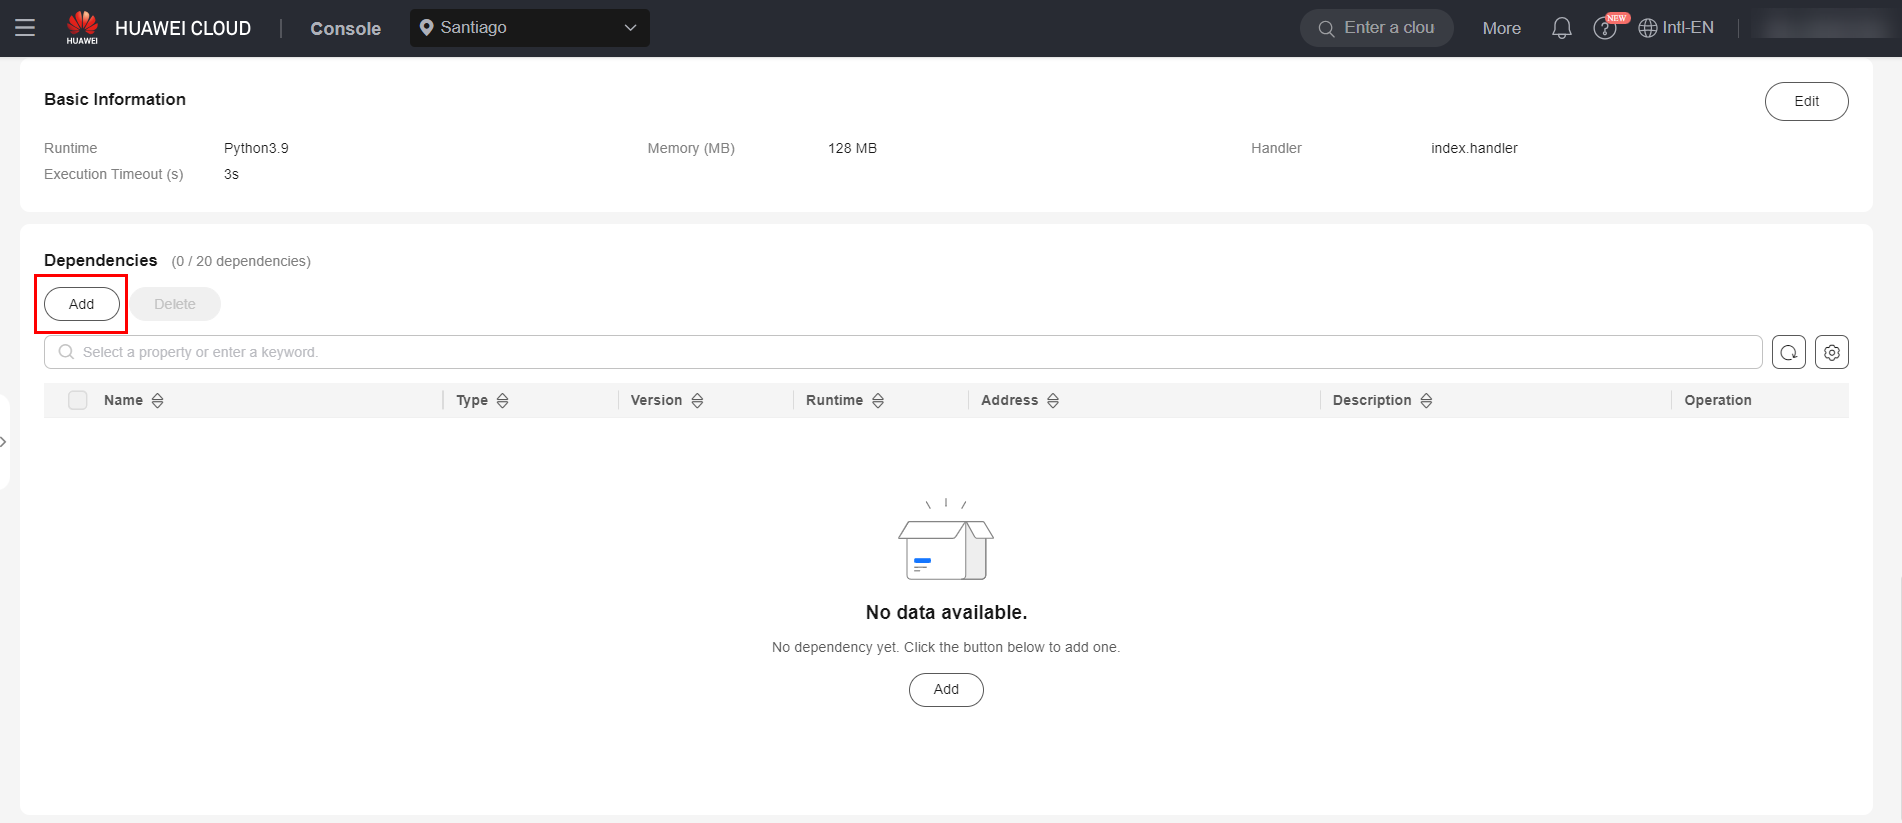 HUAWEI HUAWEI CLOUD Console Santiago Enter a clou More NEW Intl-EN
Basic Information Edit
Runtime Python3.9 Memory (MB) 128 MB Handler index.handler
Execution Timeout (s) 3s
Dependencies (0 / 20 dependencies)
Add Delete
Select a property or enter a keyword.
Name Type Version Runtime Address Description Operation
No data available.
No dependency yet. Click the button below to add one.
Add